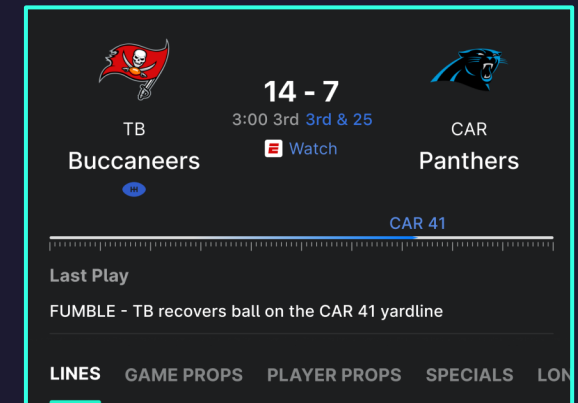 14 - 7
3:00 3rd 3rd & 25
E Watch
TB
Buccaneers
CAR
Panthers
CAR 41
Last Play
FUMBLE - TB recovers ball on the CAR 41 yardline
LINES GAME PROPS PLAYER PROPS SPECIALS LON